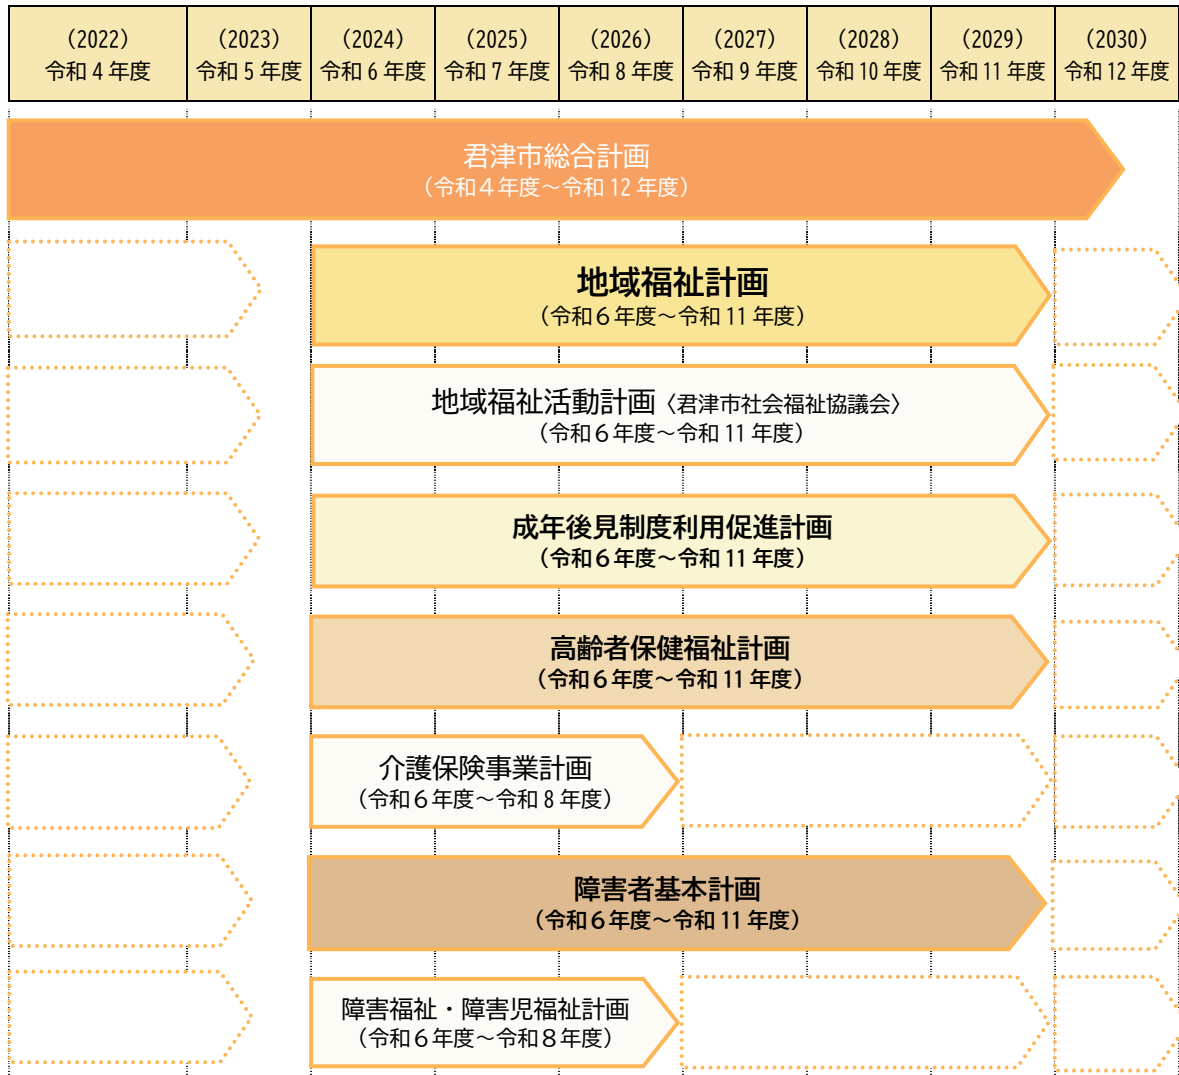 (2022) (2023) (2024) (2025) (2026) (2027) (2028) (2029) (2030)
令和4年度 令和5年度 令和6年度 令和7年度 令和8年度 令和9年度 令和10年度 令和11年度 令和12年度
君津市総合計画
（令和４年度～令和12年度）
地域福祉計画
（令和６年度～令和11年度）
地域福祉活動計画〈君津市社会福祉協議会〉
（令和６年度～令和11年度）
成年後見制度利用促進計画
（令和６年度～令和11年度）
高齢者保健福祉計画
（令和６年度～令和11年度）
介護保険事業計画
（令和６年度～令和8年度）
障害者基本計画
（令和６年度～令和11年度）
障害福祉・障害児福祉計画
（令和６年度～令和８年度）